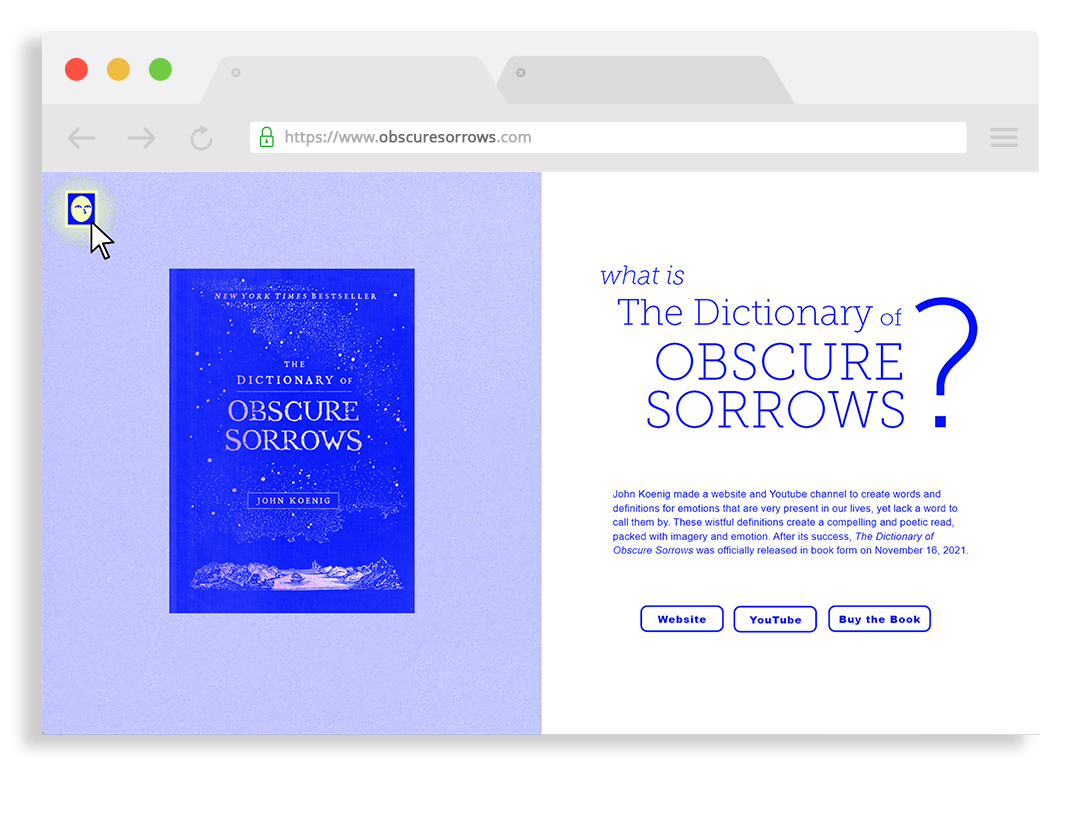 https://www.obscuresorrows.com
NEW YORK TIMES BESTSELLER
THE
DICTIONARY OF
OBSCURE
SORROWS
JOHN KOENIG
what is
The Dictionary of
OBSCURE
SORROWS
?
John Koenig made a website and Youtube channel to create words and
definitions for emotions that are very present in our lives, yet lack a word to
call them by. These wistful definitions create a compelling and poetic read,
packed with imagery and emotion. After its success, The Dictionary of
Obscure Sorrows was officially released in book form on November 16, 2021.
Website
YouTube
Buy the Book